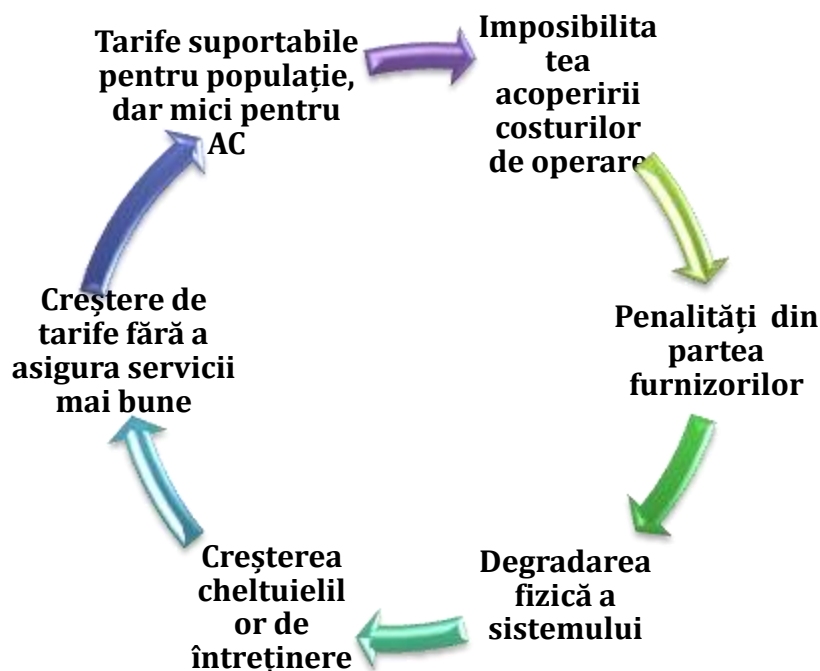 Tarife suportabile
pentru populație,
dar mici pentru
AC
Imposibilita
tea
acoperirii
costurilor
de operare
Penalități din
partea
furnizorilor
Degradarea
fizică a
sistemului
Creșterea
cheltuielil
or de
întreținere
Creștere de
tarife fără a
asigura servicii
mai bune